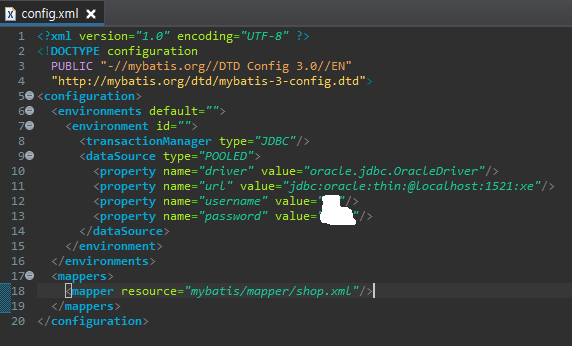 config.xml
1 <?xml version="1.0" encoding="UTF-8" ?>
2 <!DOCTYPE configuration
3 PUBLIC "-//mybatis.org//DTD Config 3.0//EN"
4 "http://mybatis.org/dtd/mybatis-3-config.dtd">
5 <configuration>
6 <environments default="">
7 <environment id="">
8 <transactionManager type="JDBC"/>
9 <dataSource type="POOLED">
10 <property name="driver" value="oracle.jdbc.OracleDriver"/>
11 <property name="url" value="jdbc:oracle:thin:@localhost:1521:xe"/>
12 <property name="username" value=" "/>
13 <property name="password" value=" "/>
14 </dataSource>
15 </environment>
16 </environments>
17 <mappers>
18 <mapper resource="mybatis/mapper/shop.xml"/>
19 </mappers>
20 </configuration>